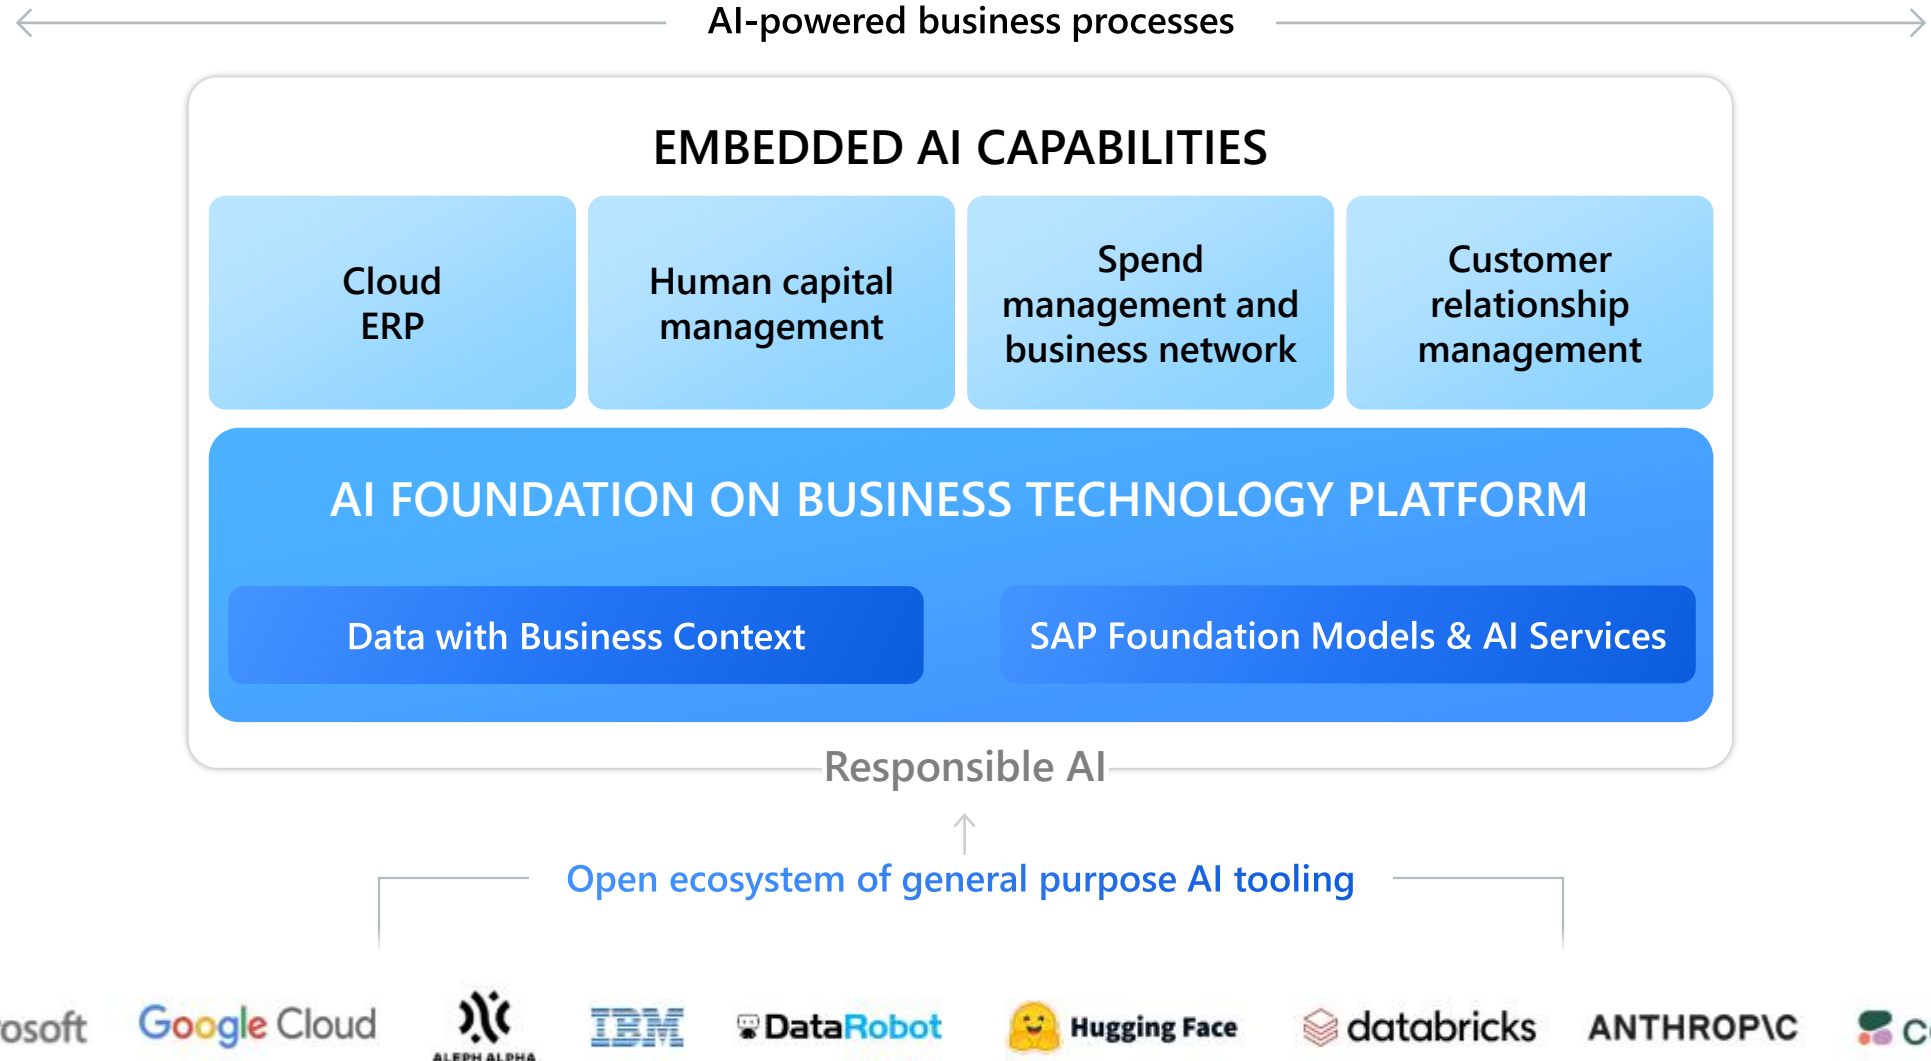 AI-powered business processes
EMBEDDED AI CAPABILITIES
Cloud
ERP
Human capital
management
Spend
management and
business network
Customer
relationship
management
AI FOUNDATION ON BUSINESS TECHNOLOGY PLATFORM
Data with Business Context
SAP Foundation Models & AI Services
Responsible AI
Open ecosystem of general purpose AI tooling
osoft
Google Cloud
ALEPH ALPHA
IBM
DataRobot
Hugging Face
databricks
ANTHROP\C